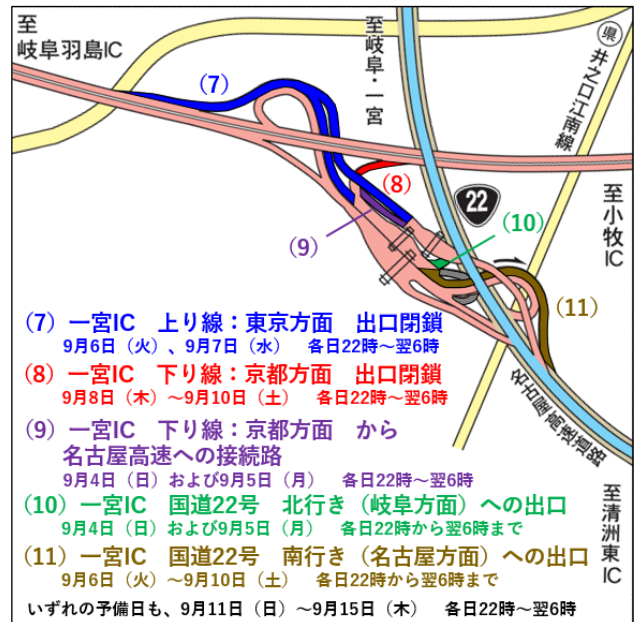 至
岐阜羽島IC
至岐阜・一宮
県
井之口江南線
(7)
(8)
22
至小牧IC
(9)
(10)
(11)
名古屋高速道路
至清洲東IC
(7) 一宮IC 上り線：東京方面 出口閉鎖
9月6日（火）、9月7日（水） 各日22時～翌6時
(8) 一宮IC 下り線：京都方面 出口閉鎖
9月8日（木）～9月10日（土） 各日22時～翌6時
(9) 一宮IC 下り線：京都方面 から
名古屋高速への接続路
9月4日（日）および9月5日（月） 各日22時～翌6時
(10) 一宮IC 国道22号 北行き（岐阜方面）への出口
9月4日（日）および9月5日（月） 各日22時から翌6時まで
(11) 一宮IC 国道22号 南行き（名古屋方面）への出口
9月6日（火）～9月10日（土） 各日22時から翌6時まで
いずれの予備日も、9月11日（日）～9月15日（木） 各日22時～翌6時